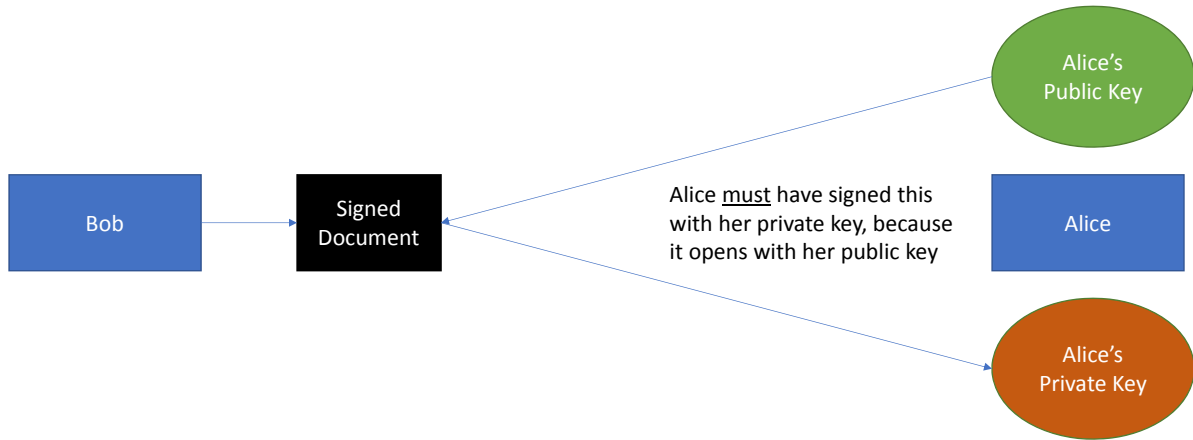 Alice’s
Public Key
Bob
Signed
Document
Alice must have signed this
with her private key, because
it opens with her public key
Alice
Alice’s
Private Key